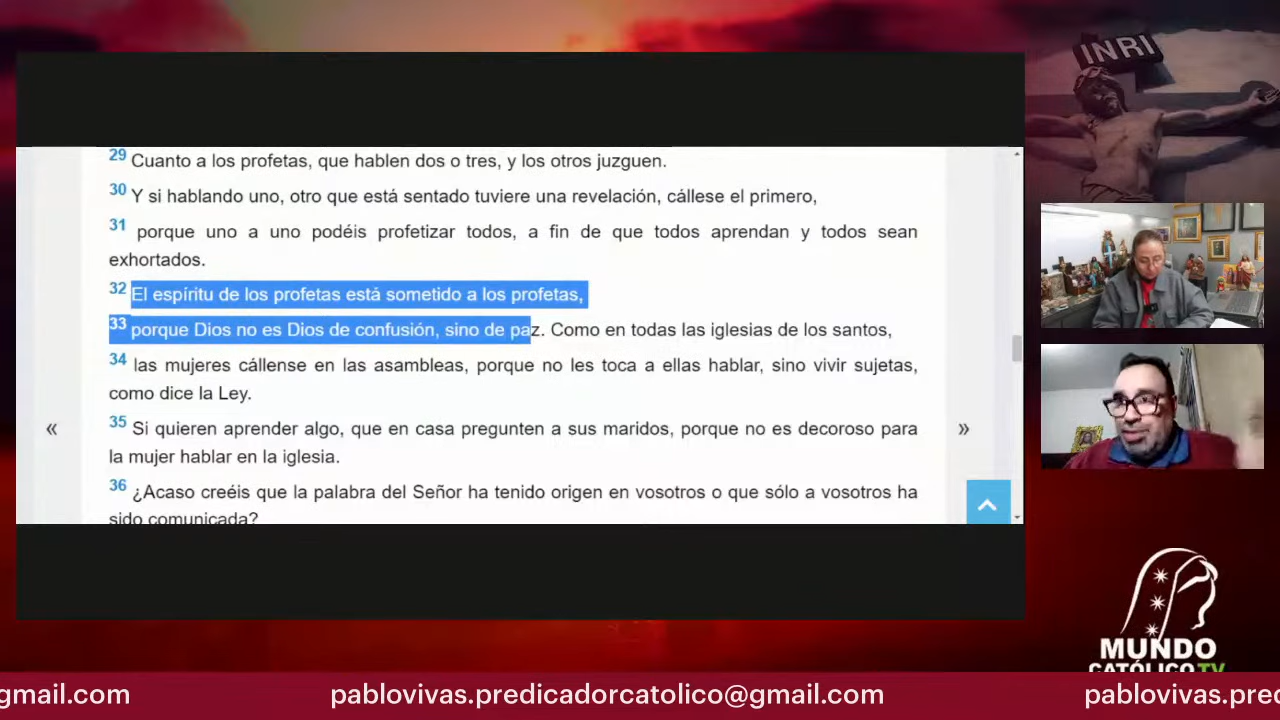 INRI
29 Cuanto a los profetas, que hablen dos o tres, y los otros juzguen.
30 Y si hablando uno, otro que está sentado tuviere una revelación, cállese el primero,
31 porque uno a uno podéis profetizar todos, a fin de que todos aprendan y todos sean
exhortados.
32 El espíritu de los profetas está sometido a los profetas,
33 porque Dios no es Dios de confusión, sino de paz. Como en todas las iglesias de los santos,
34 las mujeres cállense en las asambleas, porque no les toca a ellas hablar, sino vivir sujetas,
como dice la Ley.
« »
35 Si quieren aprender algo, que en casa pregunten a sus maridos, porque no es decoroso para
la mujer hablar en la iglesia.
36 ¿Acaso creéis que la palabra del Señor ha tenido origen en vosotros o que sólo a vosotros ha
sido comunicada?
MUNDO
CATÓLICO TV
gmail.com pablovivas.predicadorcatolico@gmail.com pablovivas.pred